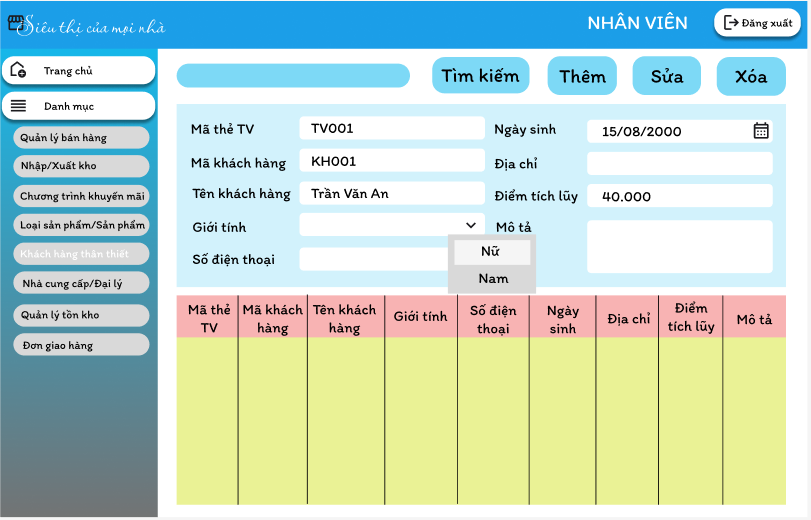 Siêu thị của mọi nhà
NHÂN VIÊN
Đăng xuất
Trang chủ
Danh mục
Quản lý bán hàng
Nhập/Xuất kho
Chương trình khuyến mãi
Loại sản phẩm/Sản phẩm
Khách hàng thân thiết
Nhà cung cấp/Đại lý
Quản lý tồn kho
Đơn giao hàng
Tìm kiếm
Thêm
Sửa
Xóa
Mã thẻ TV
TV001
Ngày sinh
15/08/2000
Mã khách hàng
KH001
Địa chỉ
Tên khách hàng
Trần Văn An
Điểm tích lũy
40.000
Giới tính
Mô tả
Nữ
Nam
Số điện thoại
Mã thẻ
TV
Mã khách
hàng
Tên khách
hàng
Giới tính
Số điện
thoại
Ngày
sinh
Địa chỉ
Điểm
tích lũy
Mô tả